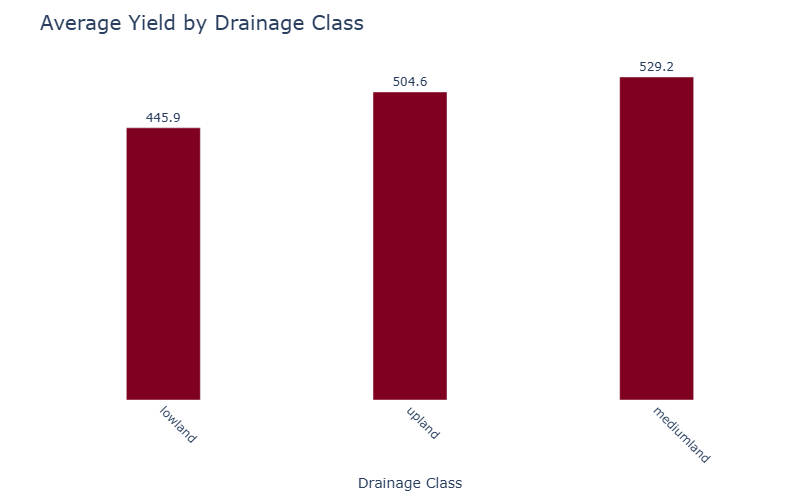 Average Yield by Drainage Class
445.9
504.6
529.2
lowland
upland
mediumland
Drainage Class